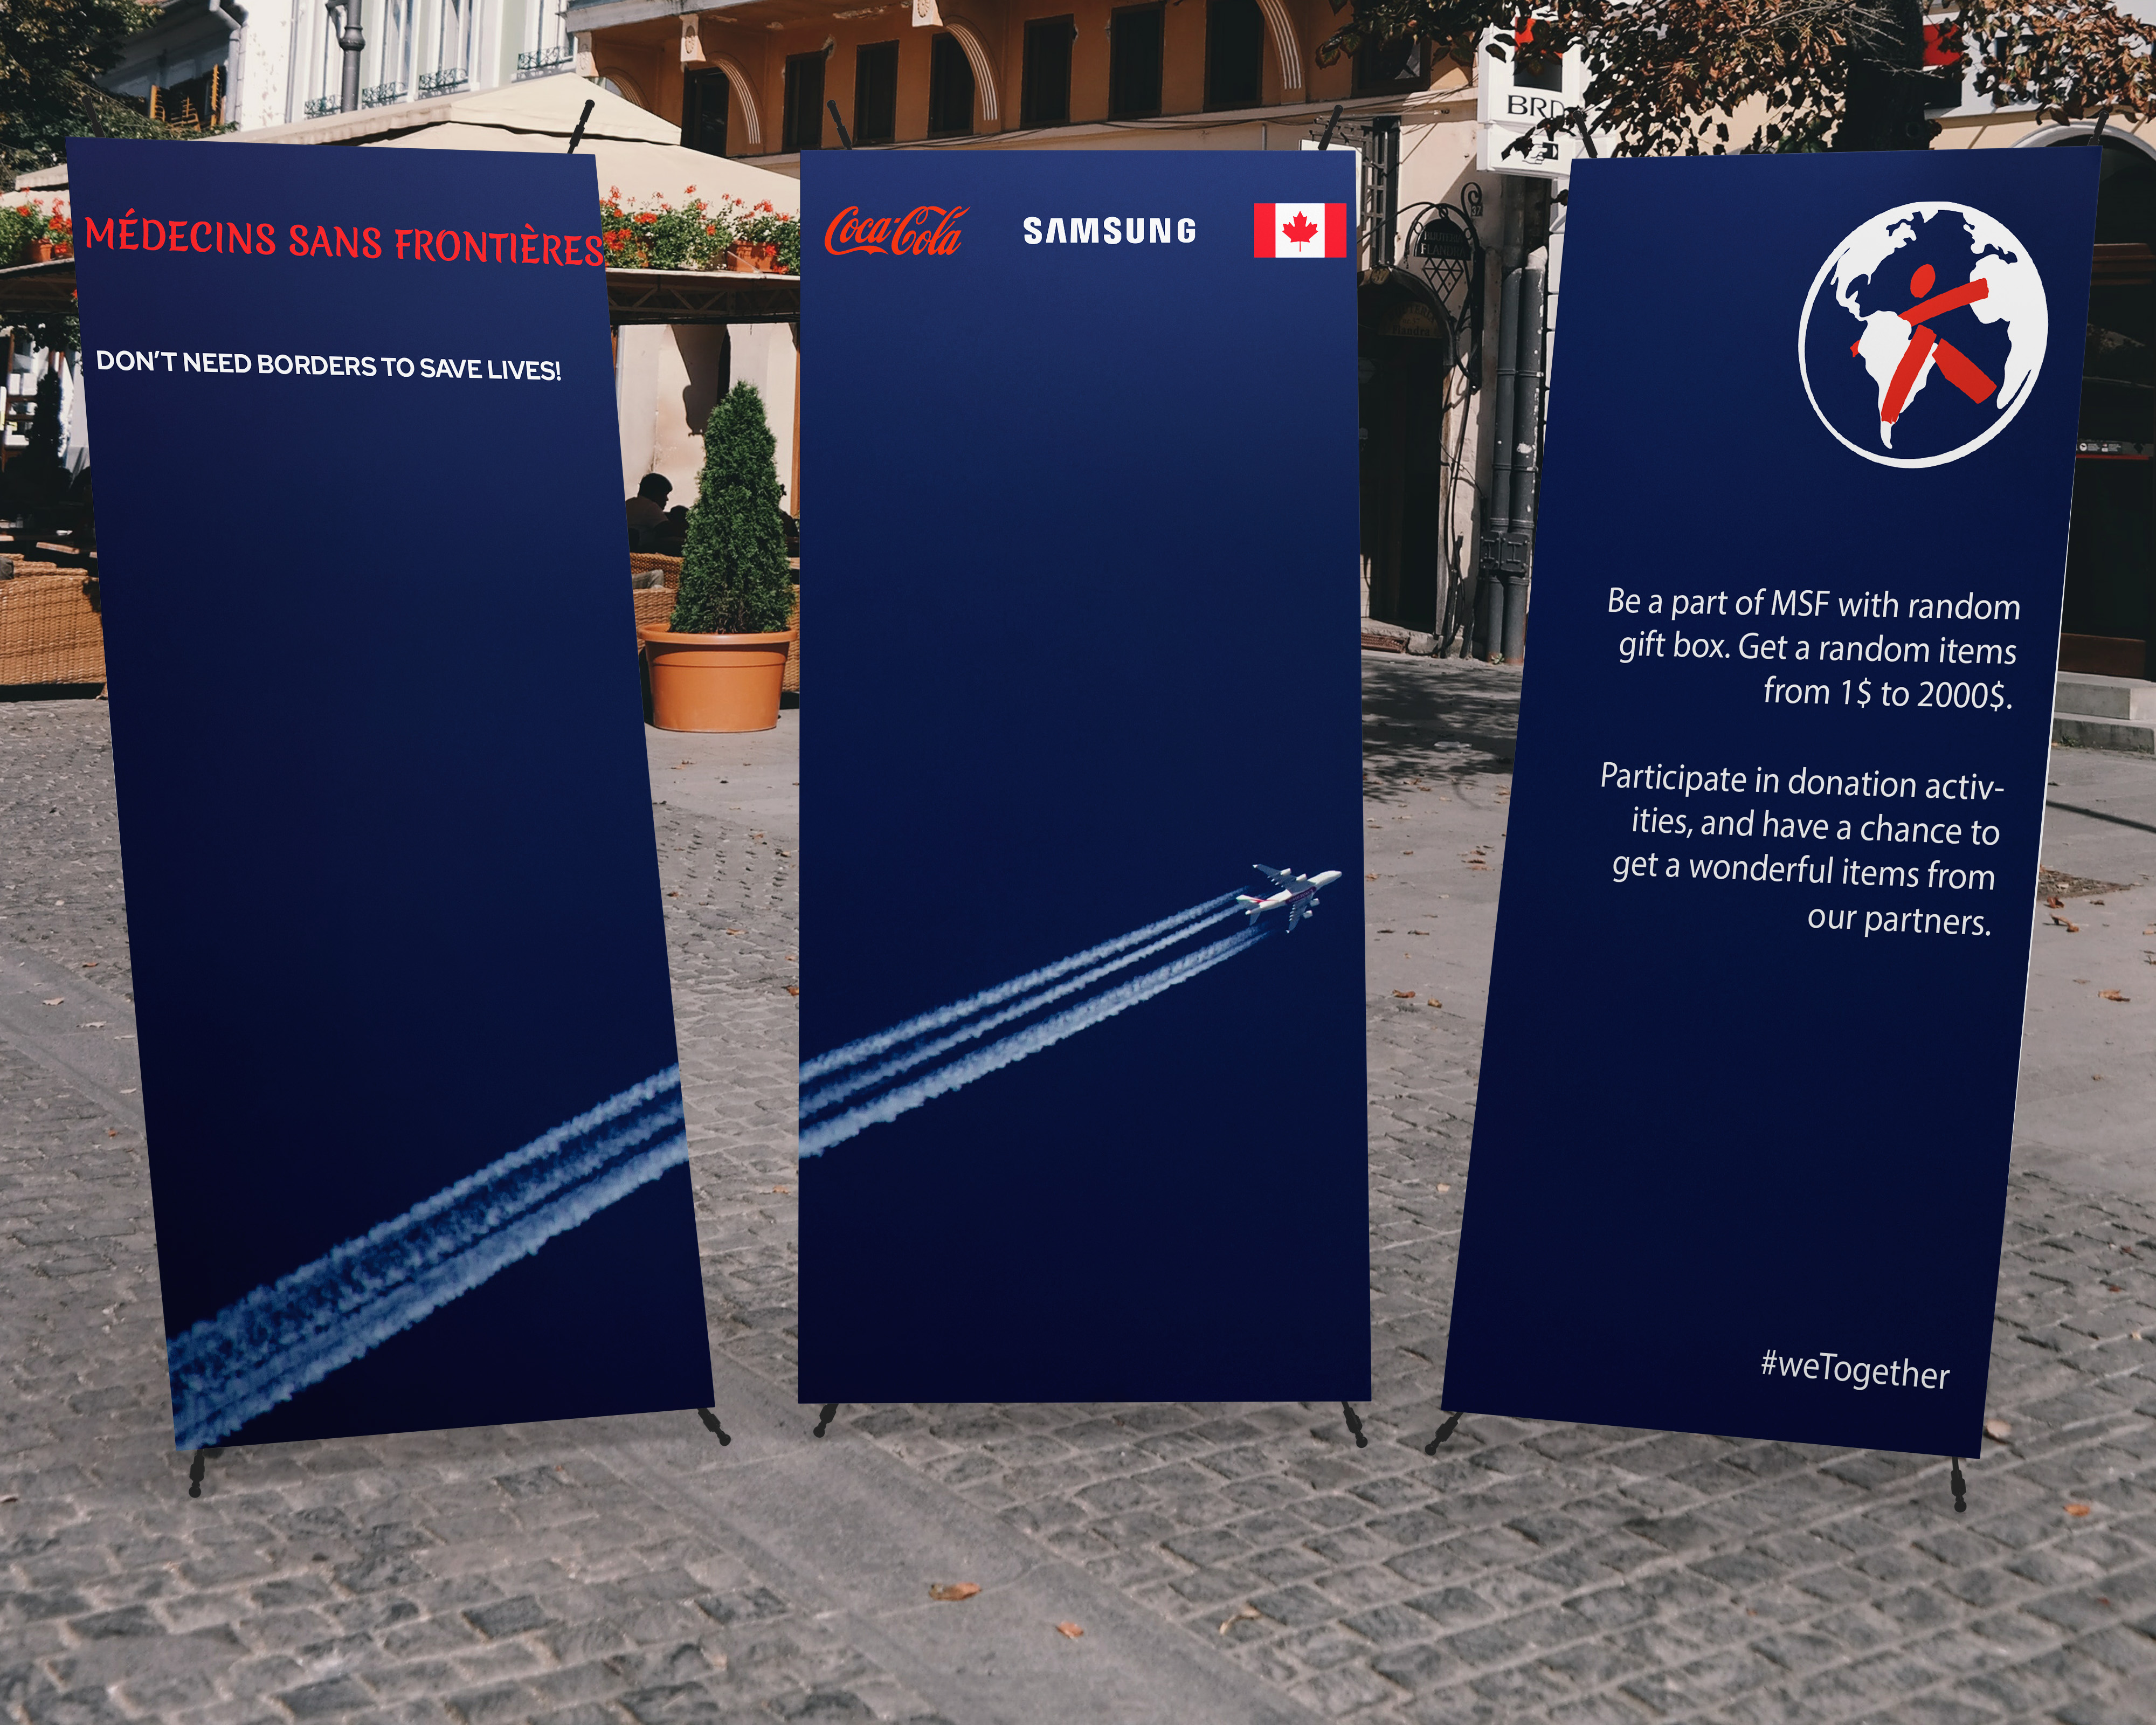 MÉDECINS SANS FRONTIÈRES
DON'T NEED BORDERS TO SAVE LIVES!
Coca-Cola
SAMSUNG
BRD
37
Be a part of MSF with random
gift box. Get a random items
from 1$ to 2000$.
Participate in donation activ-
ities, and have a chance to
get a wonderful items from
our partners.
#weTogether